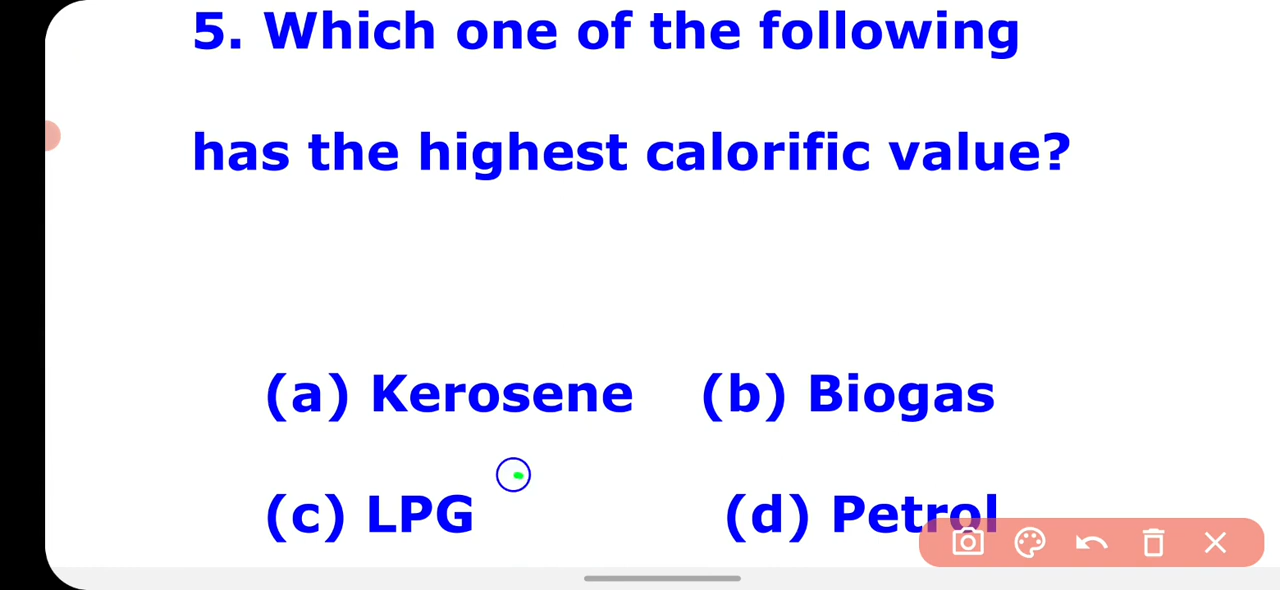 5. Which one of the following
has the highest calorific value?
(a) Kerosene (b) Biogas
(c) LPG (d) Petrol